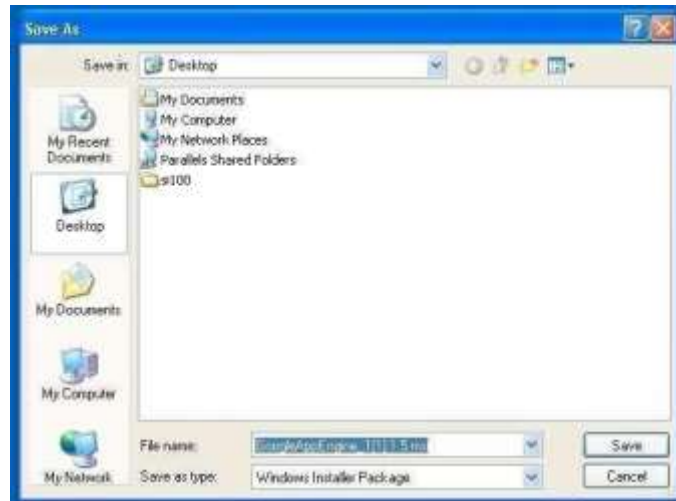 Save As
Save in: Desktop
My Documents
My Computer
My Network Places
Parallels Shared Folders
si100
My Recent
Documents
Desktop
My Documents
My Computer
My Network
File name:
Save
Save as type: Windows Installer Package
Cancel